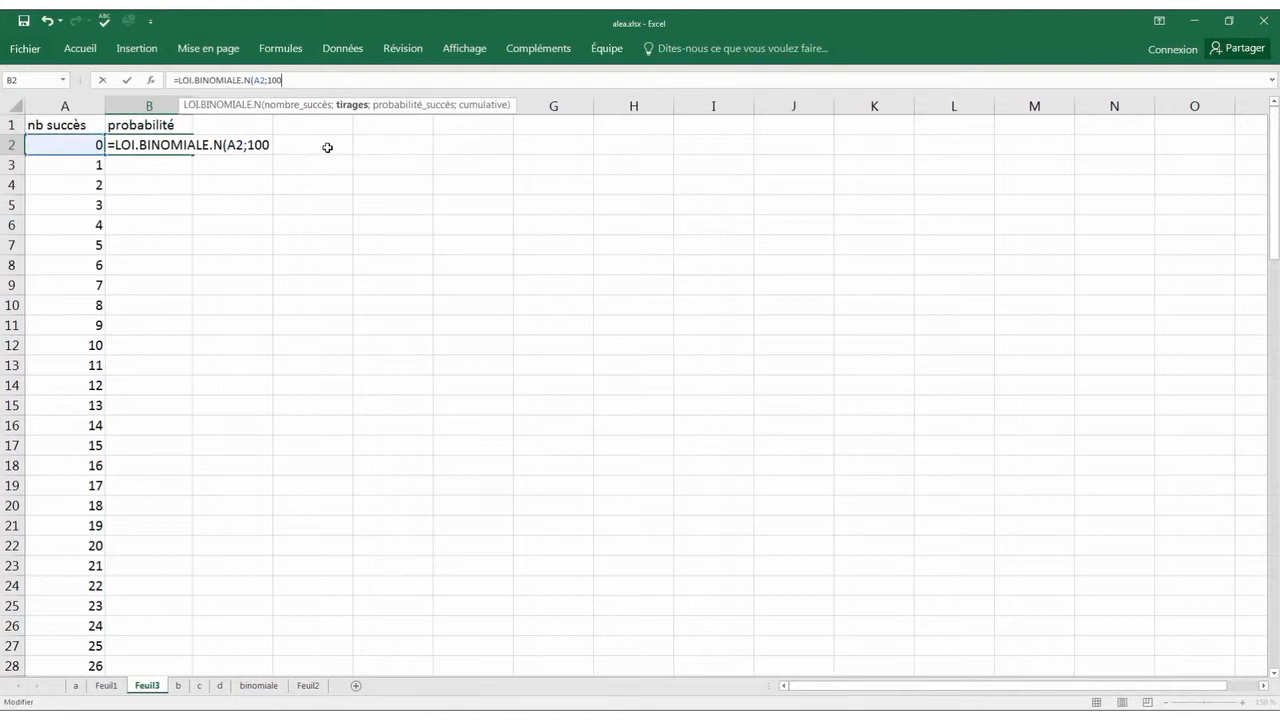 ABC
alea.xlsx - Excel
Fichier Accueil Insertion Mise en page Formules Données Révision Affichage Compléments Équipe Dites-nous ce que vous voulez faire... Connexion Partager
B2 fx =LOI.BINOMIALE.N(A2;100
LOI.BINOMIALE.N(nombre_succès; tirages; probabilité_succès; cumulative)
A B G H I J K L M N O
1 nb succès probabilité
2 0 =LOI.BINOMIALE.N(A2;100
3 1
4 2
5 3
6 4
7 5
8 6
9 7
10 8
11 9
12 10
13 11
14 12
15 13
16 14
17 15
18 16
19 17
20 18
21 19
22 20
23 21
24 22
25 23
26 24
27 25
28 26
a Feuil1 Feuil3 b c d binomiale Feuil2
Modifier 150 %